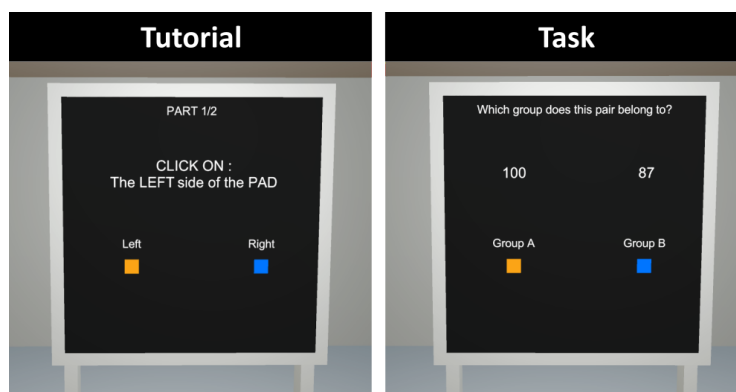 Tutorial
PART 1/2
CLICK ON :
The LEFT side of the PAD
Left Right
Task
Which group does this pair belong to?
100 87
Group A Group B